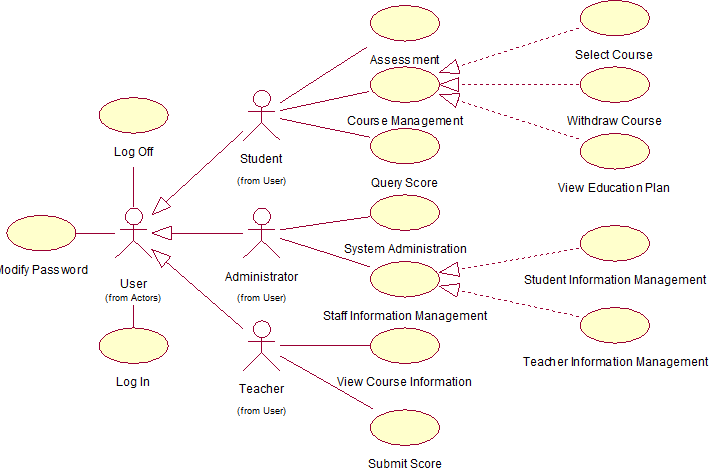 Select Course
Assessment
Course Management
Withdraw Course
Log Off
Student
(from User)
Query Score
View Education Plan
System Administration
Modify Password
User
(from Actors)
Administrator
(from User)
Student Information Management
Staff Information Management
Teacher Information Management
Log In
Teacher
(from User)
View Course Information
Submit Score